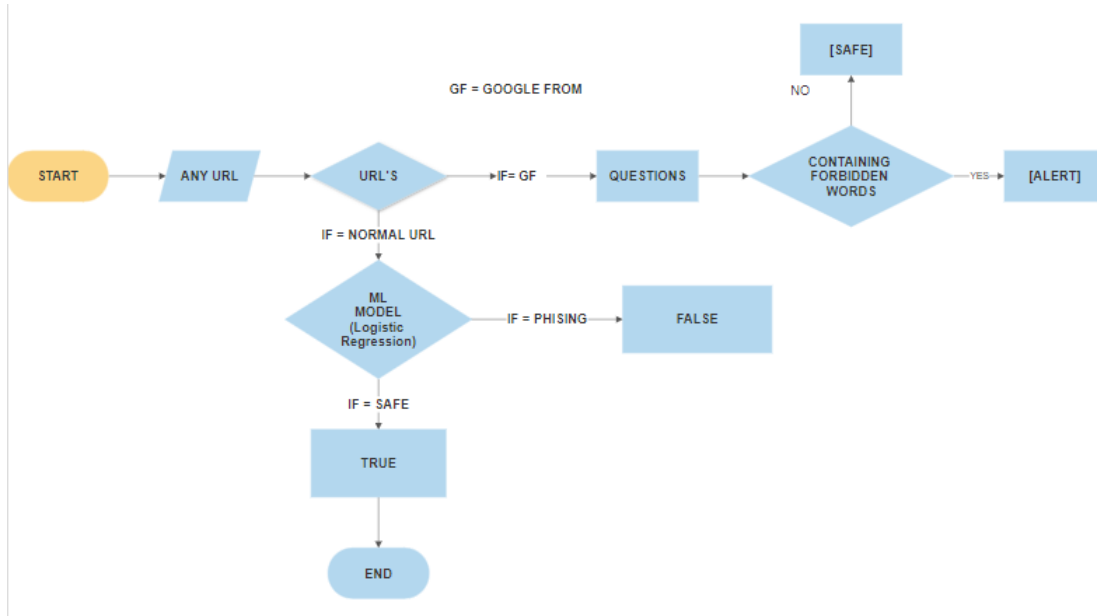 [SAFE]
GF = GOOGLE FROM
NO
START
ANY URL
URL'S
IF= GF
QUESTIONS
CONTAINING
FORBIDDEN
WORDS
YES
[ALERT]
IF = NORMAL URL
ML
MODEL
(Logistic
Regression)
IF = PHISING
FALSE
IF = SAFE
TRUE
END